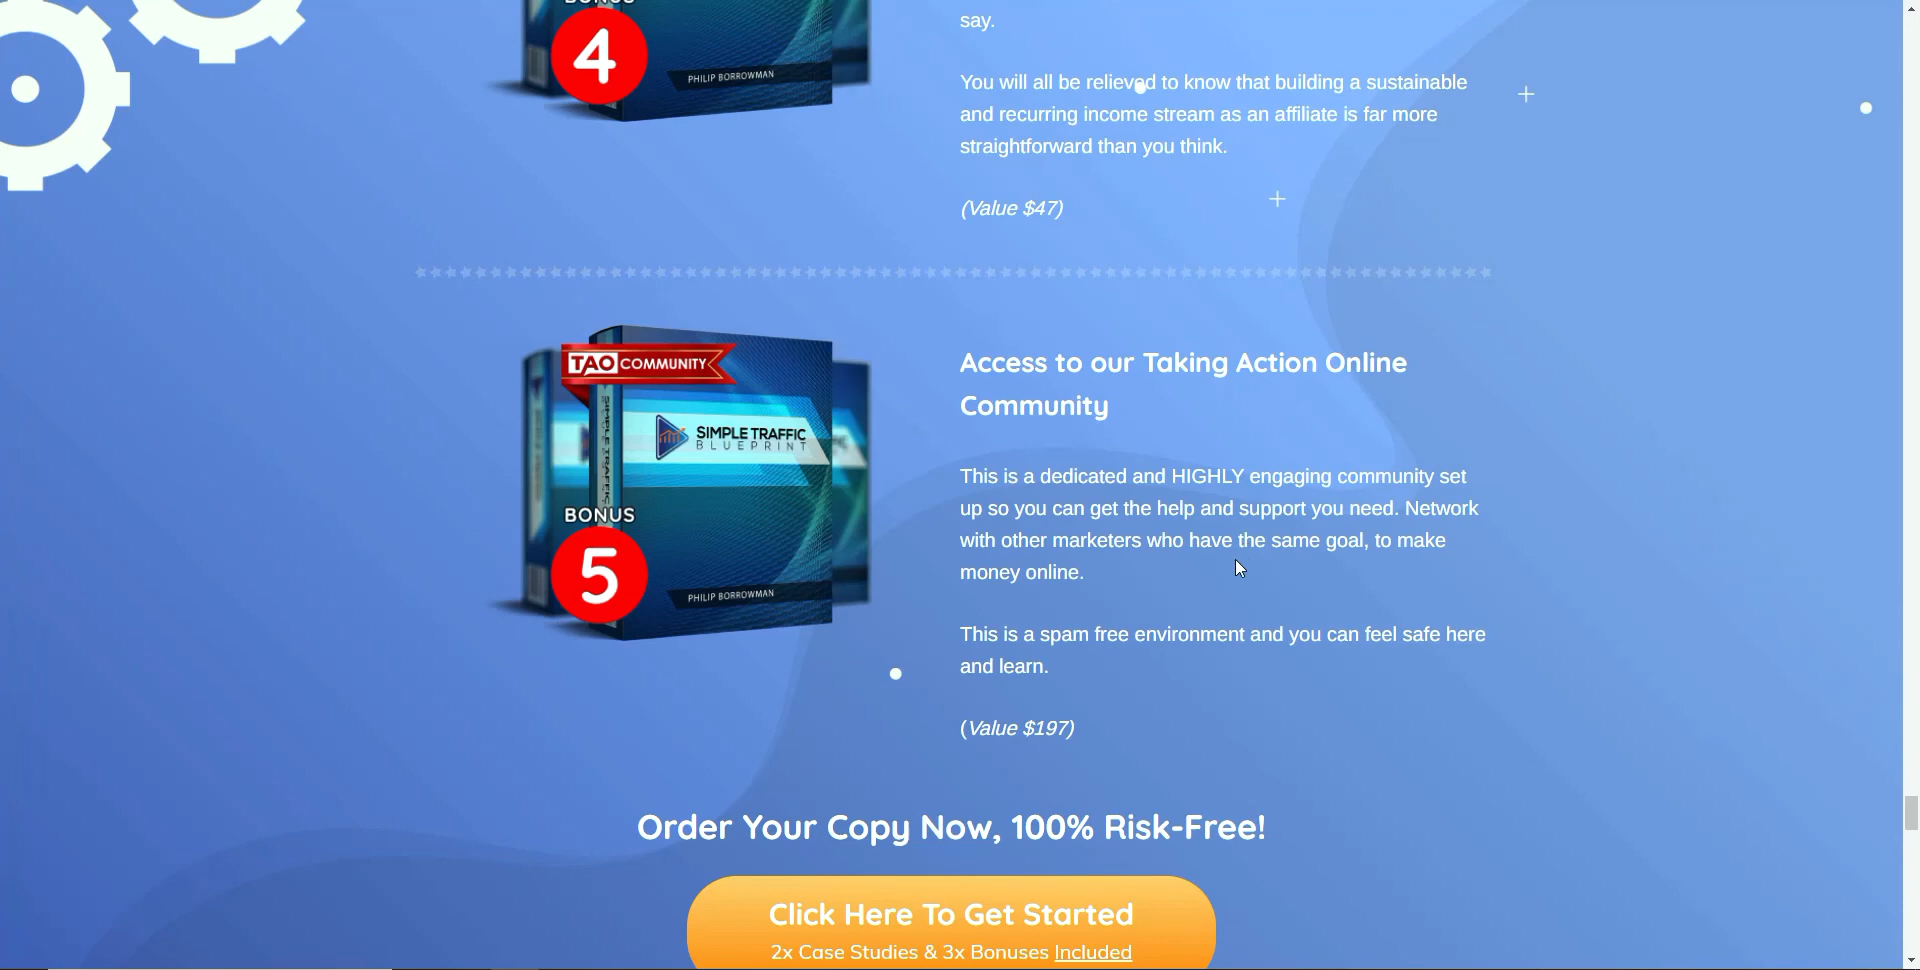 BONUS
4
PHILIP BORROWMAN
say.
You will all be relieved to know that building a sustainable
and recurring income stream as an affiliate is far more
straightforward than you think.
(Value $47)
TAO COMMUNITY
SIMPLE TRAFFIC
BLUEPRINT
SIMPLE TRAFFIC
BONUS
5
PHILIP BORROWMAN
Access to our Taking Action Online
Community
This is a dedicated and HIGHLY engaging community set
up so you can get the help and support you need. Network
with other marketers who have the same goal, to make
money online.
This is a spam free environment and you can feel safe here
and learn.
(Value $197)
Order Your Copy Now, 100% Risk-Free!
Click Here To Get Started
2x Case Studies & 3x Bonuses Included